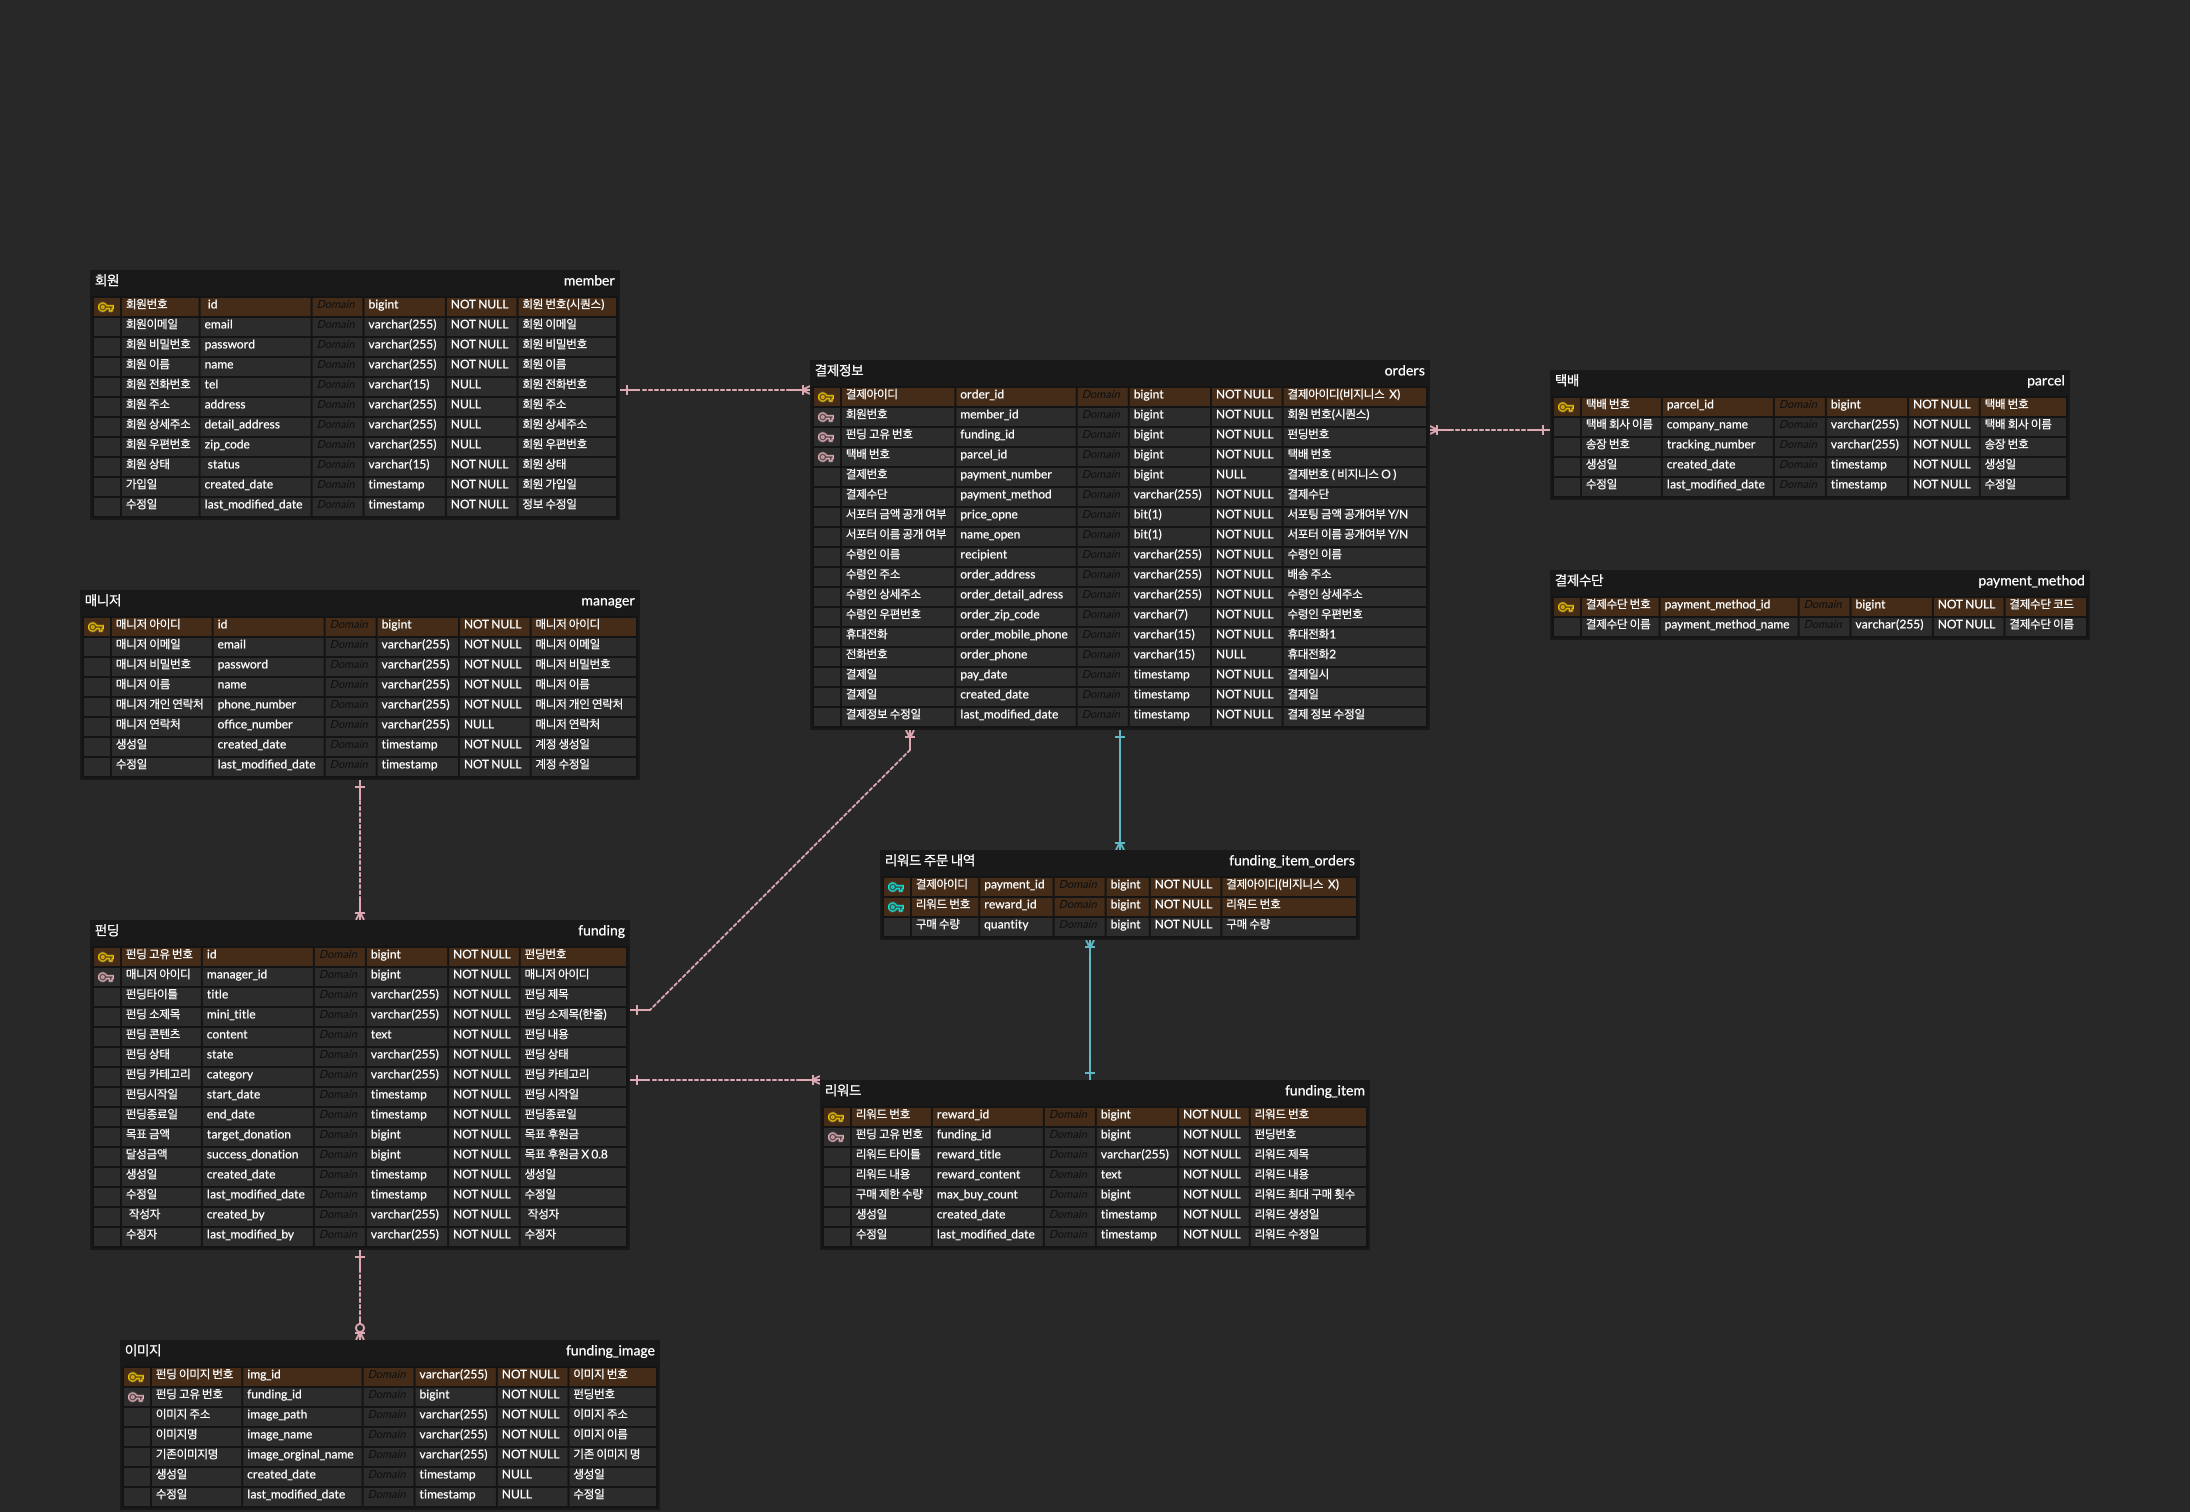 회원 member
회원번호 id Domain bigint NOT NULL 회원 번호(시퀀스)
회원이메일 email Domain varchar(255) NOT NULL 회원 이메일
회원 비밀번호 password Domain varchar(255) NOT NULL 회원 비밀번호
회원 이름 name Domain varchar(255) NOT NULL 회원 이름
회원 전화번호 tel Domain varchar(15) NULL 회원 전화번호
회원 주소 address Domain varchar(255) NULL 회원 주소
회원 상세주소 detail_address Domain varchar(255) NULL 회원 상세주소
회원 우편번호 zip_code Domain varchar(255) NULL 회원 우편번호
회원 상태 status Domain varchar(15) NOT NULL 회원 상태
가입일 created_date Domain timestamp NOT NULL 회원 가입일
수정일 last_modified_date Domain timestamp NOT NULL 정보 수정일
결제정보 orders
결제아이디 order_id Domain bigint NOT NULL 결제아이디(비지니스 X)
회원번호 member_id Domain bigint NOT NULL 회원 번호(시퀀스)
펀딩 고유 번호 funding_id Domain bigint NOT NULL 펀딩번호
택배 번호 parcel_id Domain bigint NOT NULL 택배 번호
결제번호 payment_number Domain bigint NULL 결제번호 ( 비지니스 O )
결제수단 payment_method Domain varchar(255) NOT NULL 결제수단
서포터 금액 공개 여부 price_opne Domain bit(1) NOT NULL 서포팅 금액 공개여부 Y/N
서포터 이름 공개 여부 name_open Domain bit(1) NOT NULL 서포터 이름 공개여부 Y/N
수령인 이름 recipient Domain varchar(255) NOT NULL 수령인 이름
수령인 주소 order_address Domain varchar(255) NOT NULL 배송 주소
수령인 상세주소 order_detail_adress Domain varchar(255) NOT NULL 수령인 상세주소
수령인 우편번호 order_zip_code Domain varchar(7) NOT NULL 수령인 우편번호
휴대전화 order_mobile_phone Domain varchar(15) NOT NULL 휴대전화1
전화번호 order_phone Domain varchar(15) NULL 휴대전화2
결제일 pay_date Domain timestamp NOT NULL 결제일시
결제일 created_date Domain timestamp NOT NULL 결제일
결제정보 수정일 last_modified_date Domain timestamp NOT NULL 결제 정보 수정일
택배 parcel
택배 번호 parcel_id Domain bigint NOT NULL 택배 번호
택배 회사 이름 company_name Domain varchar(255) NOT NULL 택배 회사 이름
송장 번호 tracking_number Domain varchar(255) NOT NULL 송장 번호
생성일 created_date Domain timestamp NOT NULL 생성일
수정일 last_modified_date Domain timestamp NOT NULL 수정일
결제수단 payment_method
결제수단 번호 payment_method_id Domain bigint NOT NULL 결제수단 코드
결제수단 이름 payment_method_name Domain varchar(255) NOT NULL 결제수단 이름
매니저 manager
매니저 아이디 id Domain bigint NOT NULL 매니저 아이디
매니저 이메일 email Domain varchar(255) NOT NULL 매니저 이메일
매니저 비밀번호 password Domain varchar(255) NOT NULL 매니저 비밀번호
매니저 이름 name Domain varchar(255) NOT NULL 매니저 이름
매니저 개인 연락처 phone_number Domain varchar(255) NOT NULL 매니저 개인 연락처
매니저 연락처 office_number Domain varchar(255) NULL 매니저 연락처
생성일 created_date Domain timestamp NOT NULL 계정 생성일
수정일 last_modified_date Domain timestamp NOT NULL 계정 수정일
리워드 주문 내역 funding_item_orders
결제아이디 payment_id Domain bigint NOT NULL 결제아이디(비지니스 X)
리워드 번호 reward_id Domain bigint NOT NULL 리워드 번호
구매 수량 quantity Domain bigint NOT NULL 구매 수량
펀딩 funding
펀딩 고유 번호 id Domain bigint NOT NULL 펀딩번호
매니저 아이디 manager_id Domain bigint NOT NULL 매니저 아이디
펀딩타이틀 title Domain varchar(255) NOT NULL 펀딩 제목
펀딩 소제목 mini_title Domain varchar(255) NOT NULL 펀딩 소제목(한줄)
펀딩 콘텐츠 content Domain text NOT NULL 펀딩 내용
펀딩 상태 state Domain varchar(255) NOT NULL 펀딩 상태
펀딩 카테고리 category Domain varchar(255) NOT NULL 펀딩 카테고리
펀딩시작일 start_date Domain timestamp NOT NULL 펀딩 시작일
펀딩종료일 end_date Domain timestamp NOT NULL 펀딩종료일
목표 금액 target_donation Domain bigint NOT NULL 목표 후원금
달성금액 success_donation Domain bigint NOT NULL 목표 후원금 X 0.8
생성일 created_date Domain timestamp NOT NULL 생성일
수정일 last_modified_date Domain timestamp NOT NULL 수정일
작성자 created_by Domain varchar(255) NOT NULL 작성자
수정자 last_modified_by Domain varchar(255) NOT NULL 수정자
리워드 funding_item
리워드 번호 reward_id Domain bigint NOT NULL 리워드 번호
펀딩 고유 번호 funding_id Domain bigint NOT NULL 펀딩번호
리워드 타이틀 reward_title Domain varchar(255) NOT NULL 리워드 제목
리워드 내용 reward_content Domain text NOT NULL 리워드 내용
구매 제한 수량 max_buy_count Domain bigint NOT NULL 리워드 최대 구매 횟수
생성일 created_date Domain timestamp NOT NULL 리워드 생성일
수정일 last_modified_date Domain timestamp NOT NULL 리워드 수정일
이미지 funding_image
펀딩 이미지 번호 img_id Domain varchar(255) NOT NULL 이미지 번호
펀딩 고유 번호 funding_id Domain bigint NOT NULL 펀딩번호
이미지 주소 image_path Domain varchar(255) NOT NULL 이미지 주소
이미지명 image_name Domain varchar(255) NOT NULL 이미지 이름
기존이미지명 image_orginal_name Domain varchar(255) NOT NULL 기존 이미지 명
생성일 created_date Domain timestamp NULL 생성일
수정일 last_modified_date Domain timestamp NULL 수정일